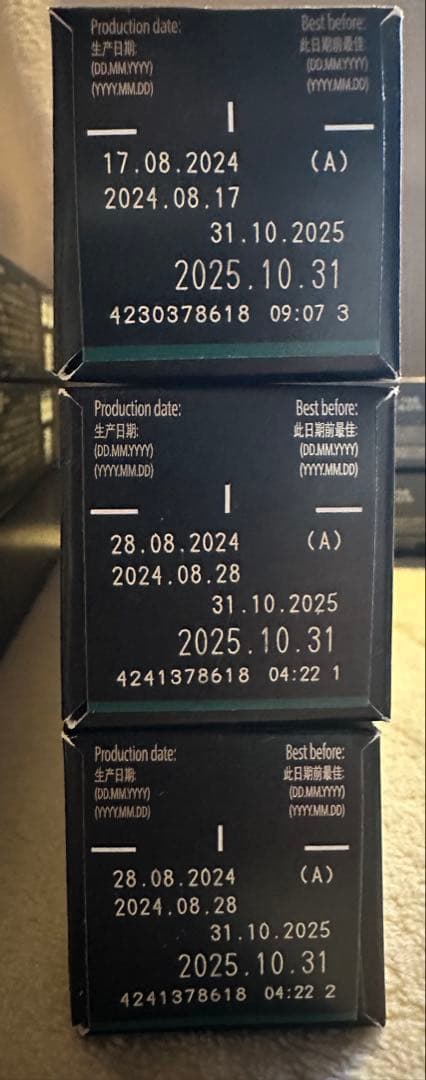 Production date: Best before:
生产日期: 此日期前最佳:
(DD.MM.YYYY) (DD.MM.YYYY)
(YYYY.MM.DD) (YYYY.MM.DD)
17.08.2024 (A)
2024.08.17
31.10.2025
2025.10.31
4230378618 09:07 3
Production date: Best before:
生产日期: 此日期前最佳:
(DD.MM.YYYY) (DD.MM.YYYY)
(YYYY.MM.DD) (YYYY.MM.DD)
28.08.2024 (A)
2024.08.28
31.10.2025
2025.10.31
4241378618 04:22 1
Production date: Best before:
生产日期: 此日期前最佳:
(DD.MM.YYYY) (DD.MM.YYYY)
(YYYY.MM.DD) (YYYY.MM.DD)
28.08.2024 (A)
2024.08.28
31.10.2025
2025.10.31
4241378618 04:22 2